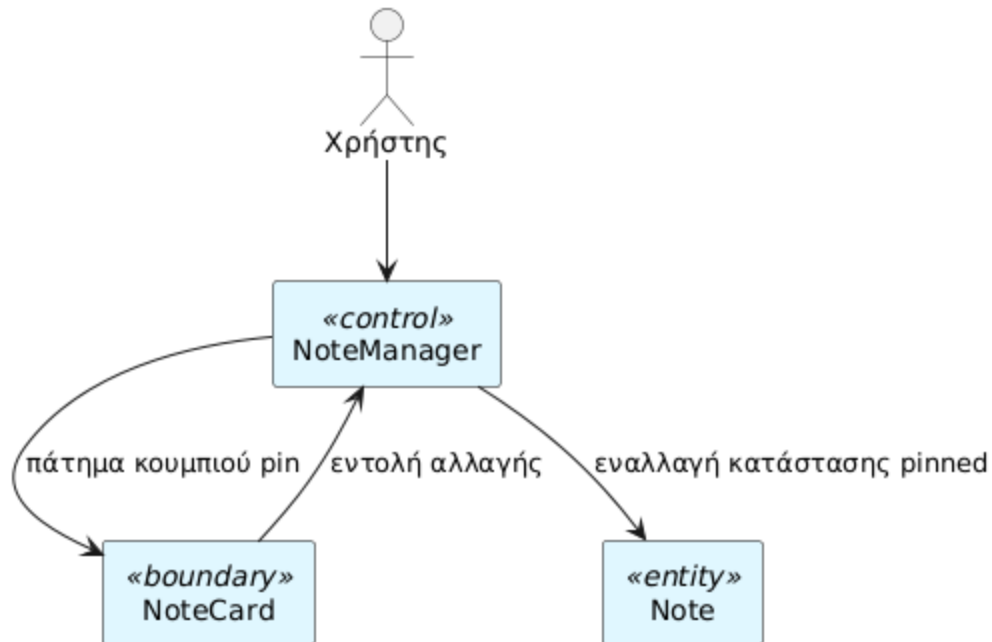 Χρήστης
«control»
NoteManager
πάτημα κουμπιού pin
εντολή αλλαγής
εναλλαγή κατάστασης pinned
«boundary»
NoteCard
«entity»
Note